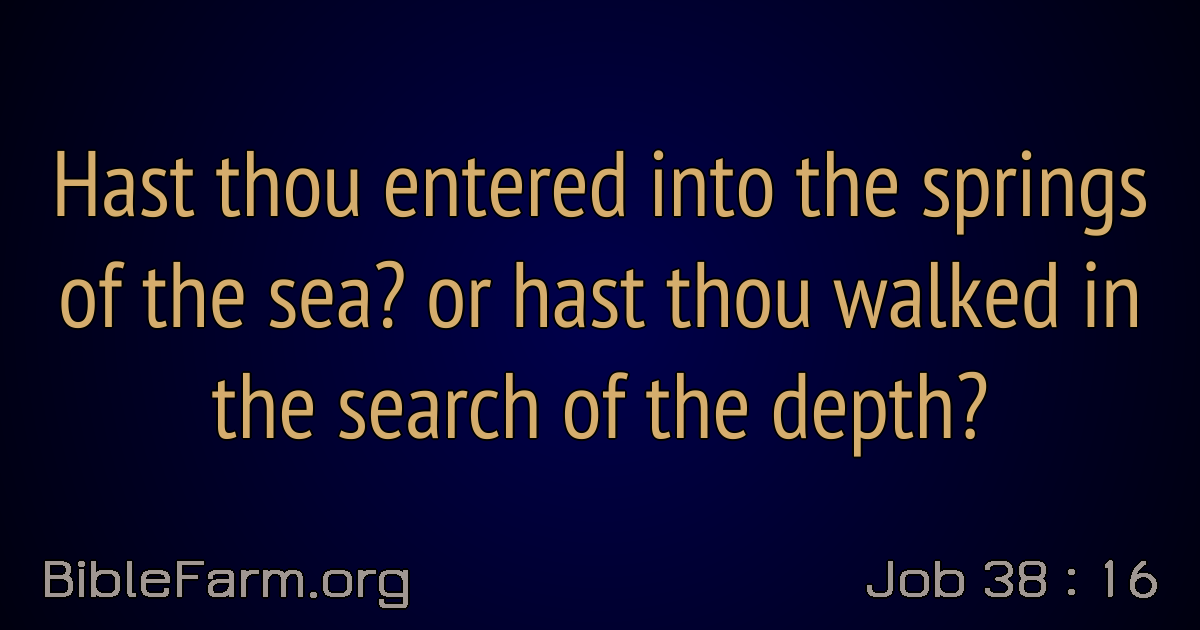 Hast thou entered into the springs
of the sea? or hast thou walked in
the search of the depth?
BibleFarm.org
Job 38 : 16